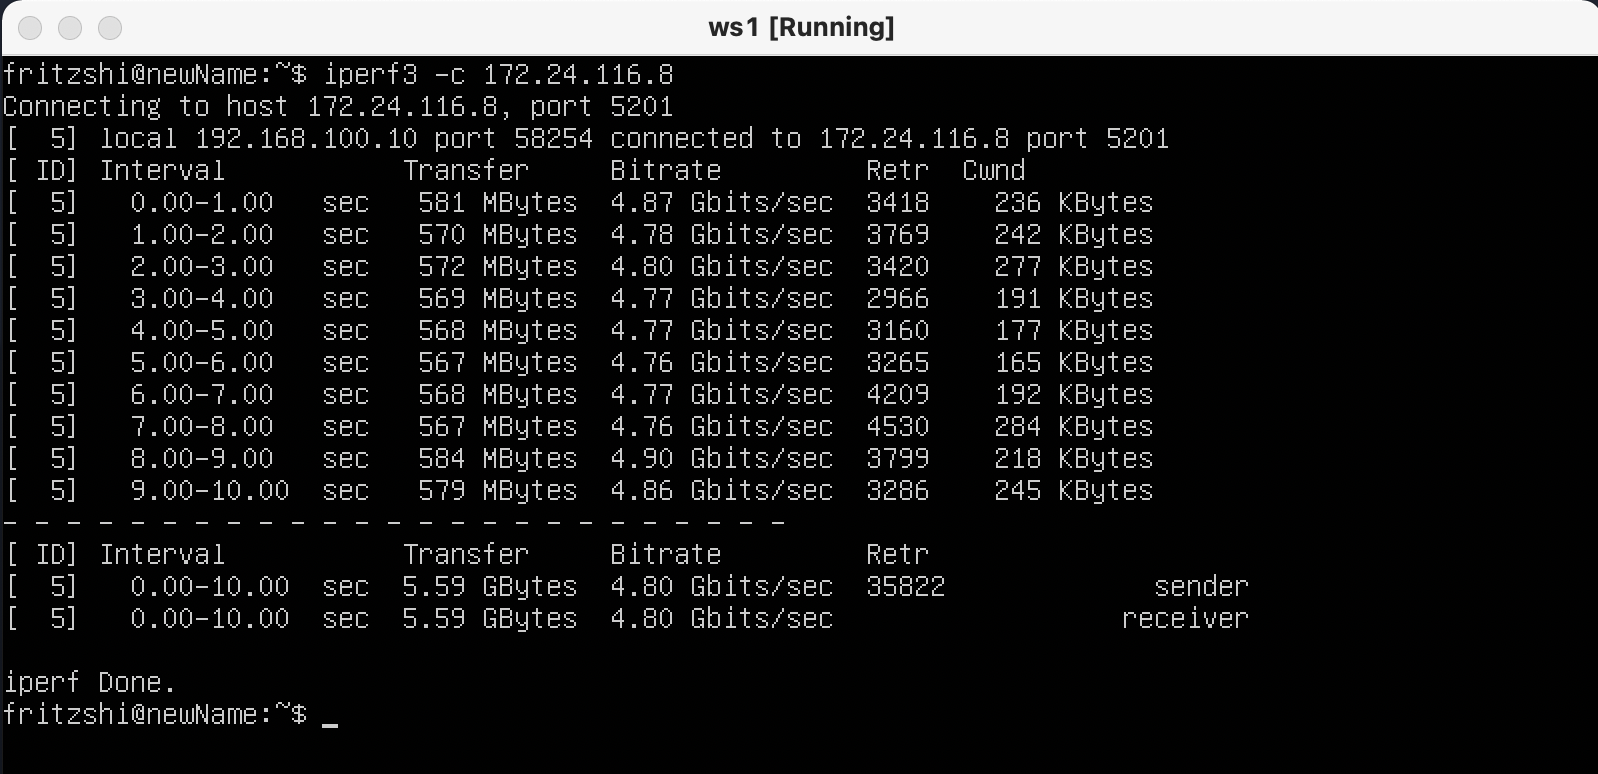 ws1 [Running]
fritzshi@newName:~$ iperf3 -c 172.24.116.8
Connecting to host 172.24.116.8, port 5201
[  5] local 192.168.100.10 port 58254 connected to 172.24.116.8 port 5201
[ ID] Interval           Transfer     Bitrate         Retr  Cwnd
[  5]   0.00-1.00   sec   581 MBytes  4.87 Gbits/sec  3418    236 KBytes
[  5]   1.00-2.00   sec   570 MBytes  4.78 Gbits/sec  3769    242 KBytes
[  5]   2.00-3.00   sec   572 MBytes  4.80 Gbits/sec  3420    277 KBytes
[  5]   3.00-4.00   sec   569 MBytes  4.77 Gbits/sec  2966    191 KBytes
[  5]   4.00-5.00   sec   568 MBytes  4.77 Gbits/sec  3160    177 KBytes
[  5]   5.00-6.00   sec   567 MBytes  4.76 Gbits/sec  3265    165 KBytes
[  5]   6.00-7.00   sec   568 MBytes  4.77 Gbits/sec  4209    192 KBytes
[  5]   7.00-8.00   sec   567 MBytes  4.76 Gbits/sec  4530    284 KBytes
[  5]   8.00-9.00   sec   584 MBytes  4.90 Gbits/sec  3799    218 KBytes
[  5]   9.00-10.00  sec   579 MBytes  4.86 Gbits/sec  3286    245 KBytes
- - - - - - - - - - - - - - - - - - - - - - - - -
[ ID] Interval           Transfer     Bitrate         Retr
[  5]   0.00-10.00  sec  5.59 GBytes  4.80 Gbits/sec  35822             sender
[  5]   0.00-10.00  sec  5.59 GBytes  4.80 Gbits/sec                  receiver
iperf Done.
fritzshi@newName:~$ _